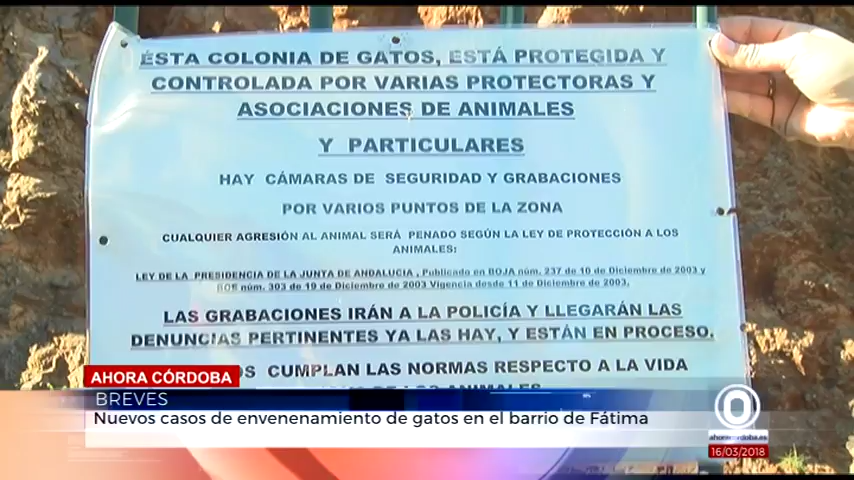 ÉSTA COLONIA DE GATOS, ESTÁ PROTEGIDA Y
CONTROLADA POR VARIAS PROTECTORAS Y
ASOCIACIONES DE ANIMALES
Y PARTICULARES
HAY CÁMARAS DE SEGURIDAD Y GRABACIONES
POR VARIOS PUNTOS DE LA ZONA
CUALQUIER AGRESIÓN AL ANIMAL SERÁ PENADO SEGÚN LA LEY DE PROTECCIÓN A LOS
ANIMALES:
LEY DE LA PRESIDENCIA DE LA JUNTA DE ANDALUCIA, Publicado en BOJA núm. 237 de 10 de Diciembre de 2003 y
BOE núm. 303 de 19 de Diciembre de 2003 Vigencia desde 11 de Diciembre de 2003.
LAS GRABACIONES IRÁN A LA POLICÍA Y LLEGARÁN LAS
DENUNCIAS PERTINENTES YA LAS HAY, Y ESTÁN EN PROCESO.
CUMPLAN LAS NORMAS RESPECTO A LA VIDA
ANIMALES
AHORA CÓRDOBA
BREVES
Nuevos casos de envenenamiento de gatos en el barrio de Fátima
ahoracordoba.es
16/03/2018